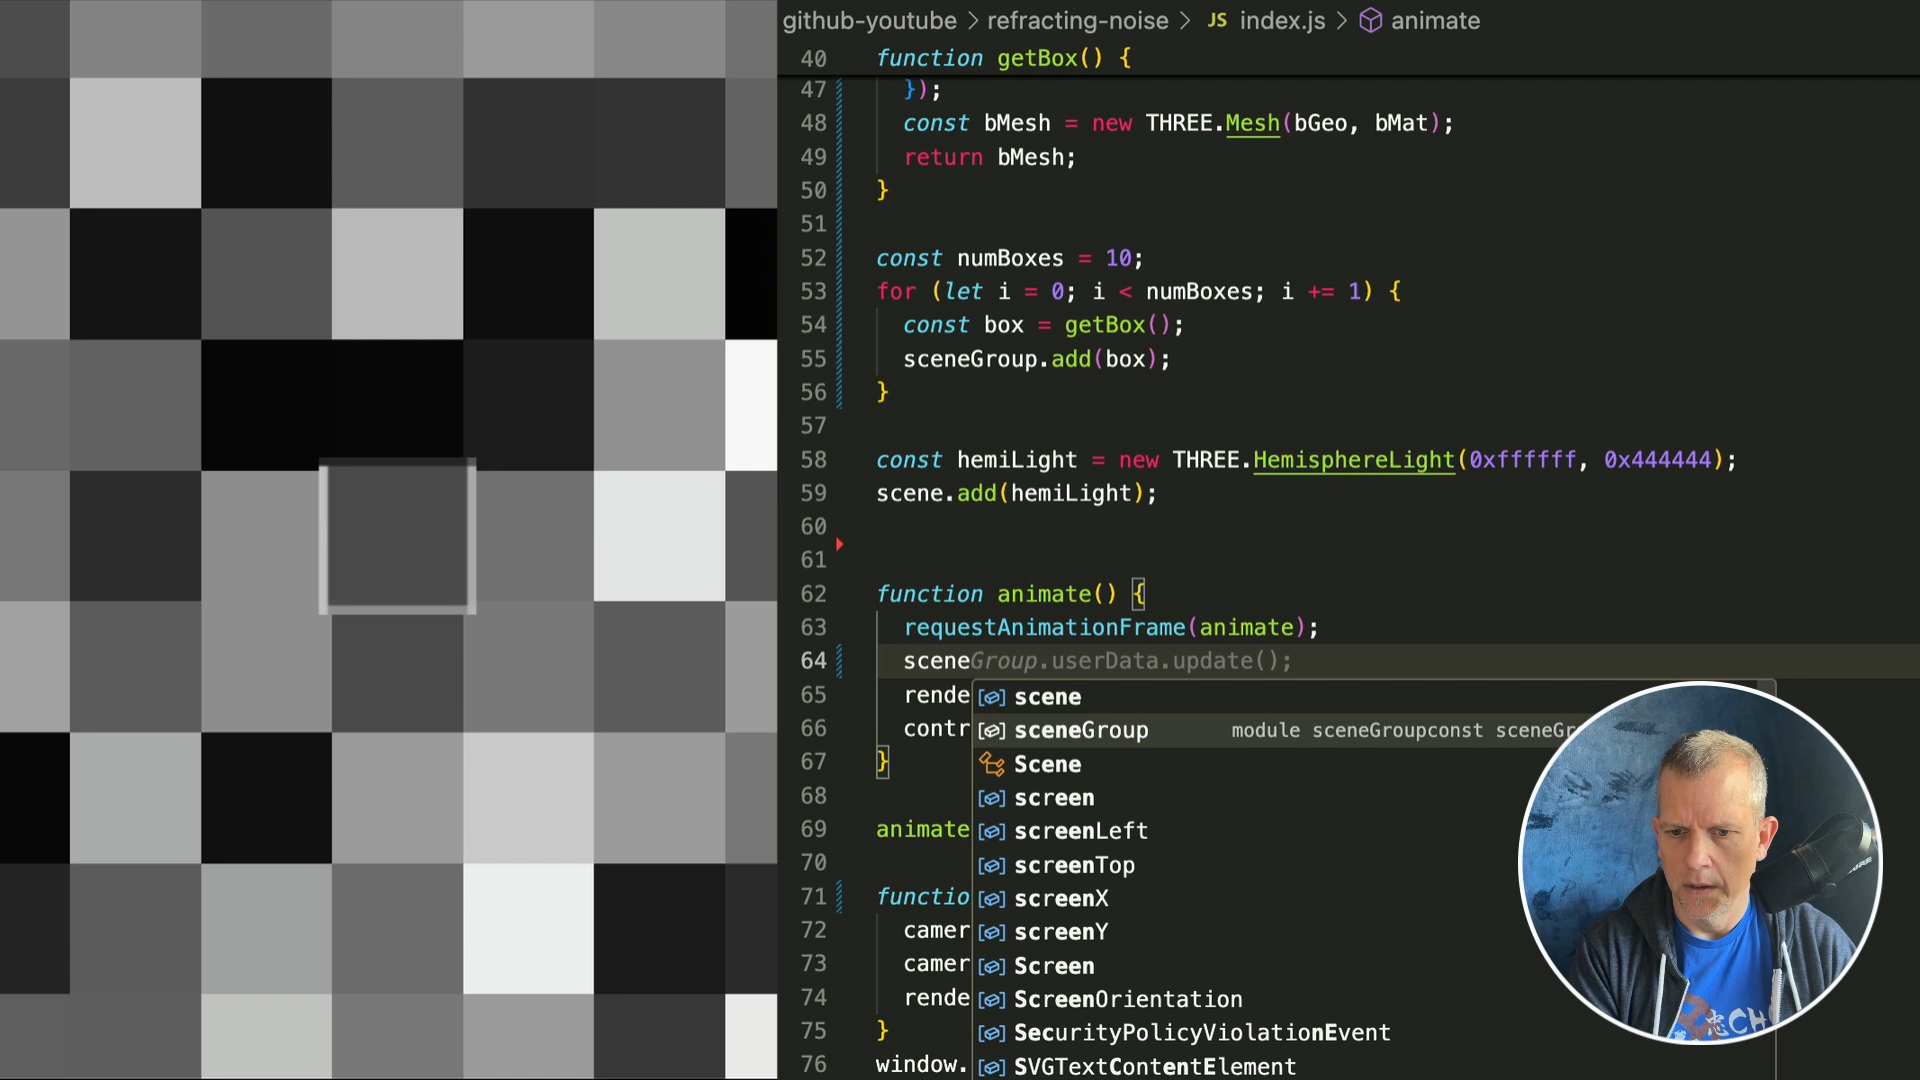 github-youtube > refracting-noise > JS index.js > animate
40 function getBox() {
47 });
48 const bMesh = new THREE.Mesh(bGeo, bMat);
49 return bMesh;
50 }
51
52 const numBoxes = 10;
53 for (let i = 0; i < numBoxes; i += 1) {
54 const box = getBox();
55 sceneGroup.add(box);
56 }
57
58 const hemiLight = new THREE.HemisphereLight(0xffffff, 0x444444);
59 scene.add(hemiLight);
60
61
62 function animate() {
63 requestAnimationFrame(animate);
64 sceneGroup.userData.update();
65 rende
scene
66 contr
sceneGroup module sceneGroupconst sceneGr
67 }
Scene
68
screen
69 animate
screenLeft
70
screenTop
71 functio
screenX
72 camer
screenY
73 camer
Screen
74 rende
ScreenOrientation
75 }
SecurityPolicyViolationEvent
76 window.
SVGTextContentElement